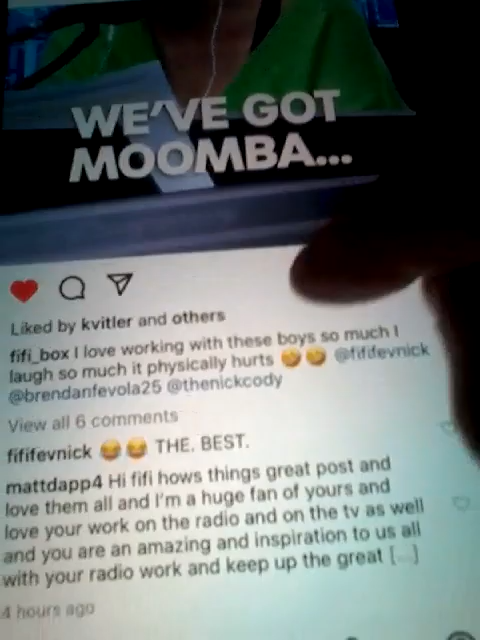 WE'VE GOT
MOOMBA...
Liked by kvitler and others
fifi_box I love working with these boys so much I
laugh so much it physically hurts 🤣🤣 @fififevnick
@brendanfevola25 @thenickcody
View all 6 comments
fififevnick 😂😂 THE. BEST.
mattdapp4 Hi fifi hows things great post and
love them all and I'm a huge fan of yours and
love your work on the radio and on the tv as well
and you are an amazing and inspiration to us all
with your radio work and keep up the great [...]
4 hours ago